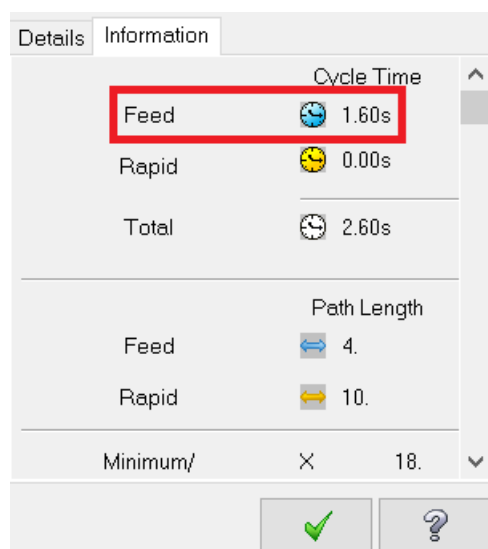 Details Information
Cycle Time
Feed 1.60s
Rapid 0.00s
Total 2.60s
Path Length
Feed 4.
Rapid 10.
Minimum/ X 18.